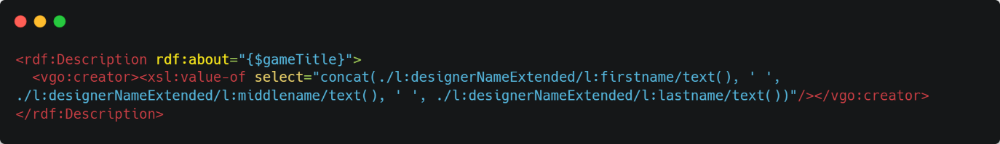 <rdf:Description rdf:about="{$gameTitle}">
  <vgo:creator><xsl:value-of select="concat(./l:designerNameExtended/l:firstname/text(), ' ',
./l:designerNameExtended/l:middlename/text(), ' ', ./l:designerNameExtended/l:lastname/text())"/></vgo:creator>
</rdf:Description>